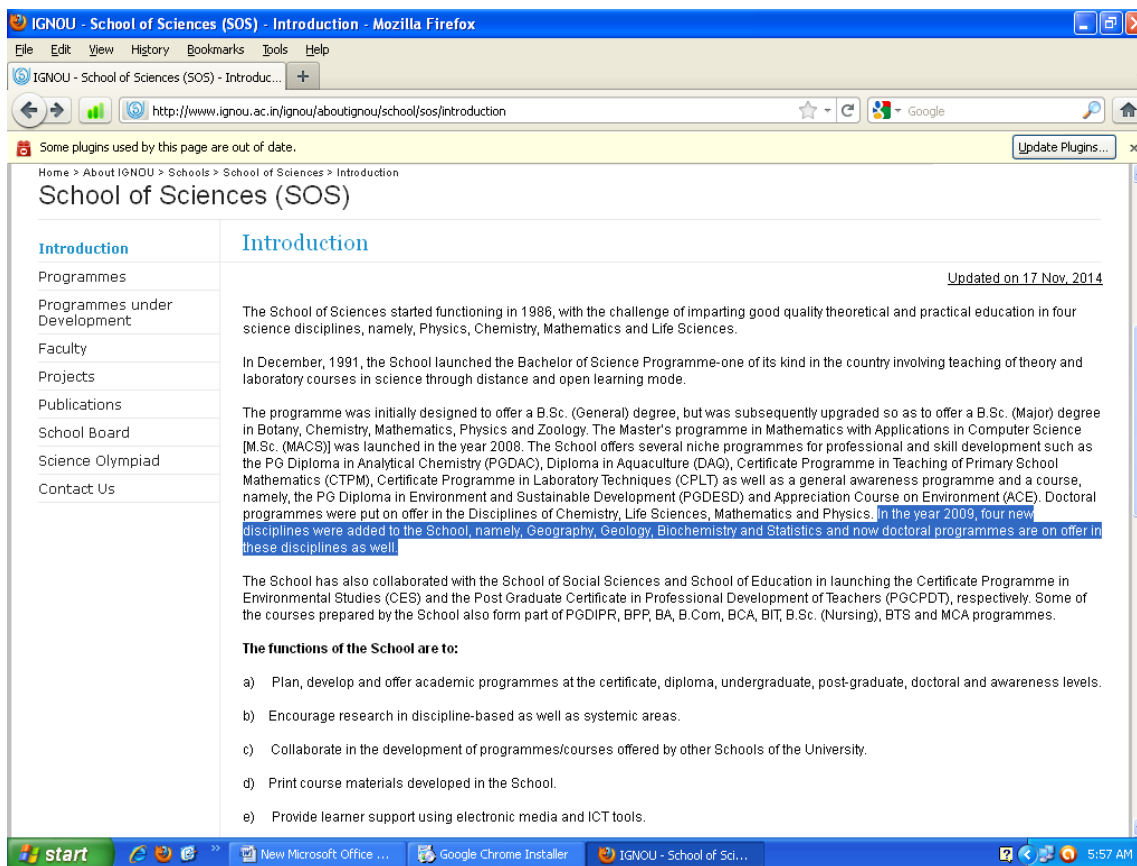 IGNOU - School of Sciences (SOS) - Introduction - Mozilla Firefox
File Edit View History Bookmarks Tools Help
IGNOU - School of Sciences (SOS) - Introduc... +
http://www.ignou.ac.in/ignou/aboutignou/school/sos/introduction Google
Some plugins used by this page are out of date. Update Plugins...
Home > About IGNOU > Schools > School of Sciences > Introduction
School of Sciences (SOS)
Introduction
Programmes
Programmes under
Development
Faculty
Projects
Publications
School Board
Science Olympiad
Contact Us
Introduction
Updated on 17 Nov, 2014
The School of Sciences started functioning in 1986, with the challenge of imparting good quality theoretical and practical education in four
science disciplines, namely, Physics, Chemistry, Mathematics and Life Sciences.
In December, 1991, the School launched the Bachelor of Science Programme-one of its kind in the country involving teaching of theory and
laboratory courses in science through distance and open learning mode.
The programme was initially designed to offer a B.Sc. (General) degree, but was subsequently upgraded so as to offer a B.Sc. (Major) degree
in Botany, Chemistry, Mathematics, Physics and Zoology. The Master's programme in Mathematics with Applications in Computer Science
[M.Sc. (MACS)] was launched in the year 2008. The School offers several niche programmes for professional and skill development such as
the PG Diploma in Analytical Chemistry (PGDAC), Diploma in Aquaculture (DAQ), Certificate Programme in Teaching of Primary School
Mathematics (CTPM), Certificate Programme in Laboratory Techniques (CPLT) as well as a general awareness programme and a course,
namely, the PG Diploma in Environment and Sustainable Development (PGDESD) and Appreciation Course on Environment (ACE). Doctoral
programmes were put on offer in the Disciplines of Chemistry, Life Sciences, Mathematics and Physics. In the year 2009, four new
disciplines were added to the School, namely, Geography, Geology, Biochemistry and Statistics and now doctoral programmes are on offer in
these disciplines as well.
The School has also collaborated with the School of Social Sciences and School of Education in launching the Certificate Programme in
Environmental Studies (CES) and the Post Graduate Certificate in Professional Development of Teachers (PGCPDT), respectively. Some of
the courses prepared by the School also form part of PGDIPR, BPP, BA, B.Com, BCA, BIT, B.Sc. (Nursing), BTS and MCA programmes.
The functions of the School are to:
a) Plan, develop and offer academic programmes at the certificate, diploma, undergraduate, post-graduate, doctoral and awareness levels.
b) Encourage research in discipline-based as well as systemic areas.
c) Collaborate in the development of programmes/courses offered by other Schools of the University.
d) Print course materials developed in the School.
e) Provide learner support using electronic media and ICT tools.
start New Microsoft Office ... Google Chrome Installer IGNOU - School of Sci... 5:57 AM